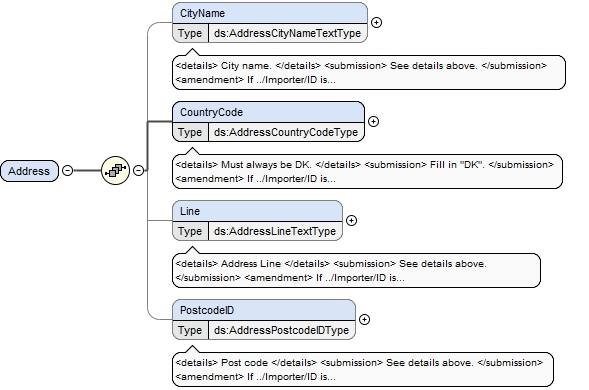 CityName
Type ds:AddressCityNameTextType
<details> City name. </details> <submission> See details above. </submission>
<amendment> If ../Importer/ID is...
CountryCode
Type ds:AddressCountryCodeType
<details> Must always be DK. </details> <submission> Fill in "DK". </submission>
<amendment> If ../Importer/ID is...
Address
Line
Type ds:AddressLineTextType
<details> Address Line </details> <submission> See details above.
</submission> <amendment> If ../Importer/ID is...
PostcodeID
Type ds:AddressPostcodeIDType
<details> Post code </details> <submission> See details above. </submission>
<amendment> If ../Importer/ID is...